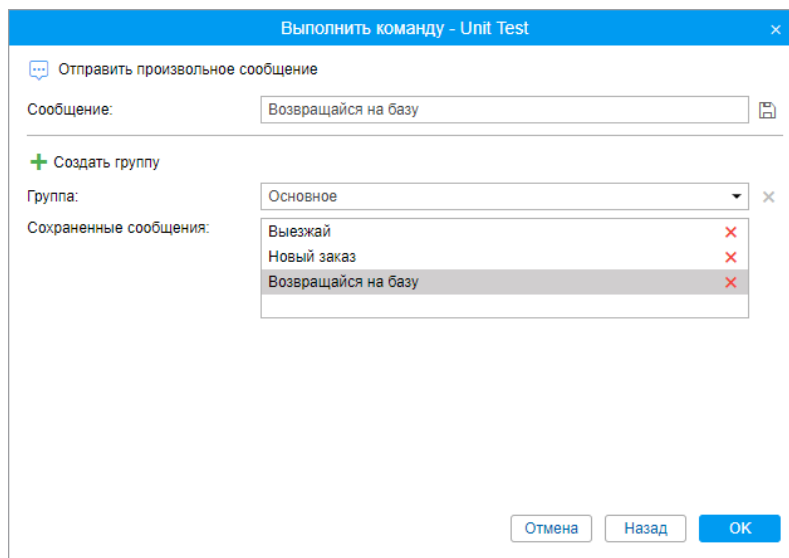 Выполнить команду - Unit Test
Отправить произвольное сообщение
Сообщение: Возвращайся на базу
Создать группу
Группа: Основное
Сохраненные сообщения: Выезжай
Новый заказ
Возвращайся на базу
Отмена Назад OK